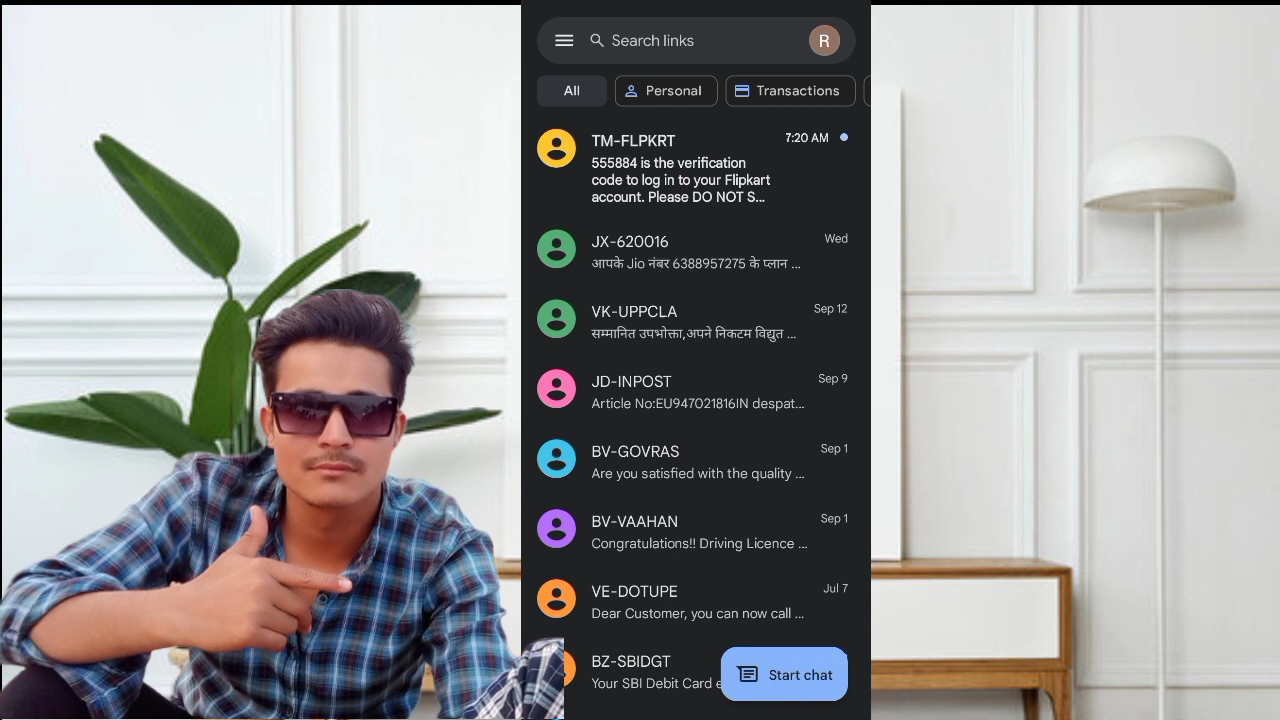 Search links
R
All
Personal
Transactions
TM-FLPKRT
7:20 AM
555884 is the verification
code to log in to your Flipkart
account. Please DO NOT S...
JX-620016
Wed
आपके Jio नंबर 6388957275 के प्लान ...
VK-UPPCLA
Sep 12
सम्मानित उपभोक्ता,अपने निकटम विद्युत ...
JD-INPOST
Sep 9
Article No:EU947021816IN despat...
BV-GOVRAS
Sep 1
Are you satisfied with the quality ...
BV-VAAHAN
Sep 1
Congratulations!! Driving Licence ...
VE-DOTUPE
Jul 7
Dear Customer, you can now call ...
BZ-SBIDGT
Your SBI Debit Card e
Start chat